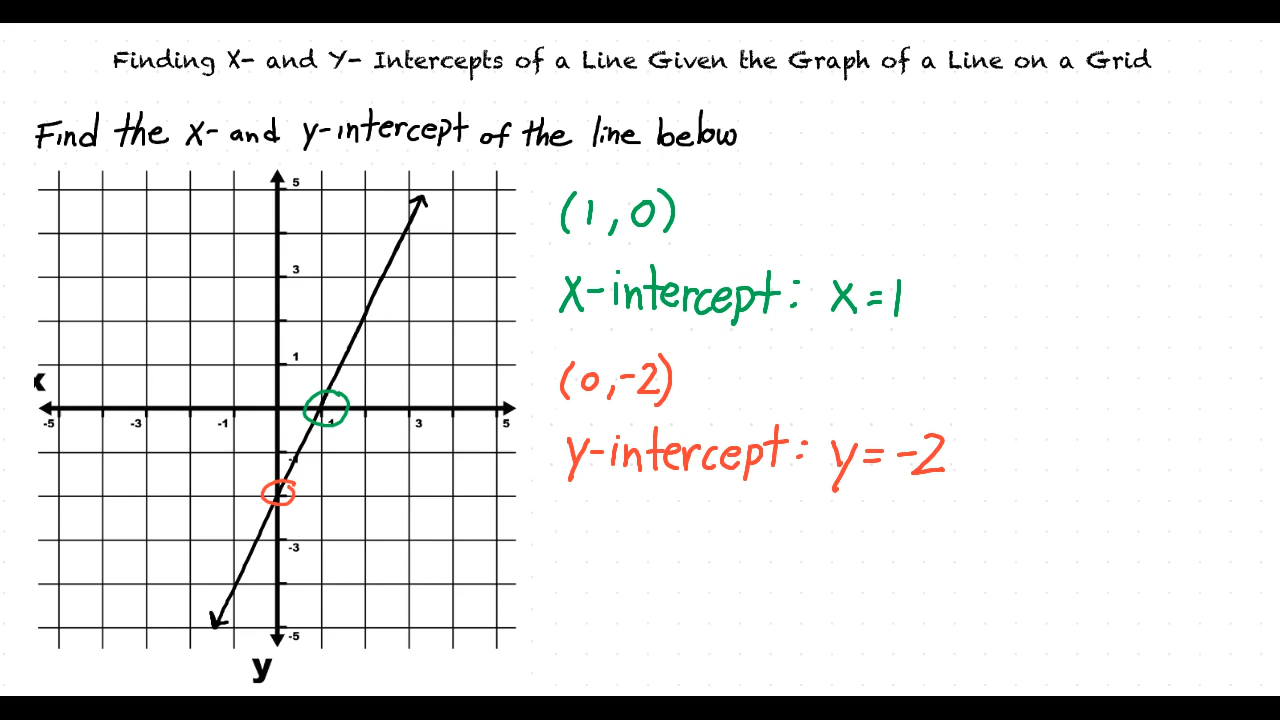 Finding X- and Y- Intercepts of a Line Given the Graph of a Line on a Grid
Find the x- and y-intercept of the line below
5
3
1
x
-5 -3 -1 1 3 5
-1
-3
-5
y
(1, 0)
x-intercept: x = 1
(0, -2)
y-intercept: y = -2